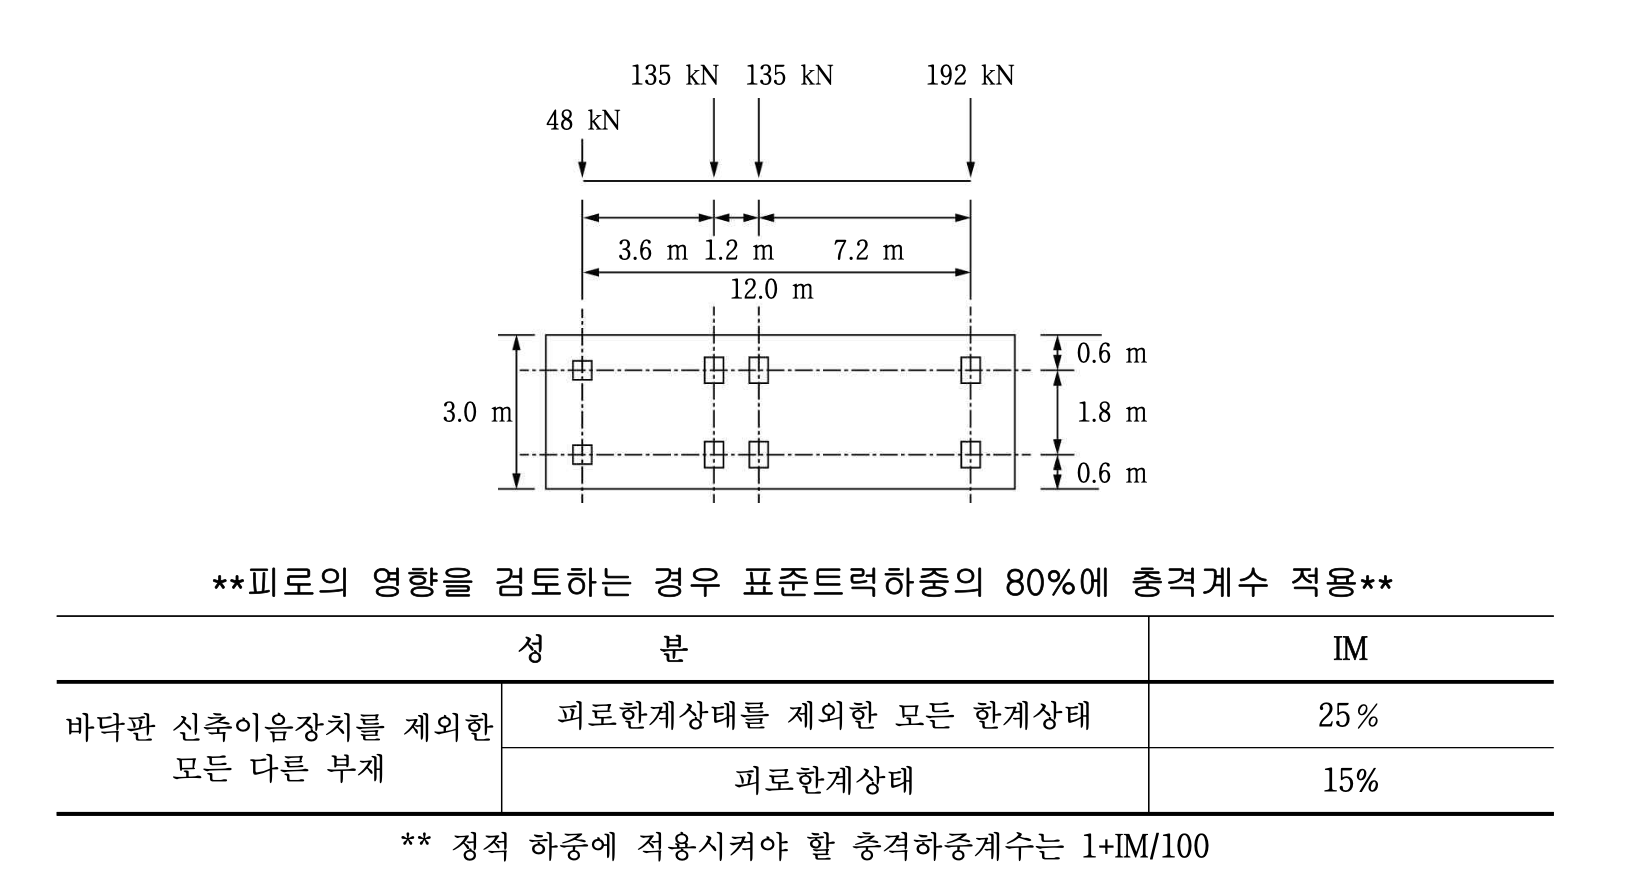 135 kN 135 kN 192 kN
48 kN
3.6 m 1.2 m 7.2 m
12.0 m
0.6 m
3.0 m 1.8 m
0.6 m
**피로의 영향을 검토하는 경우 표준트럭하중의 80%에 충격계수 적용**
성 분 IM
바닥판 신축이음장치를 제외한 모든 다른 부재
피로한계상태를 제외한 모든 한계상태 25%
피로한계상태 15%
** 정적 하중에 적용시켜야 할 충격하중계수는 1+IM/100